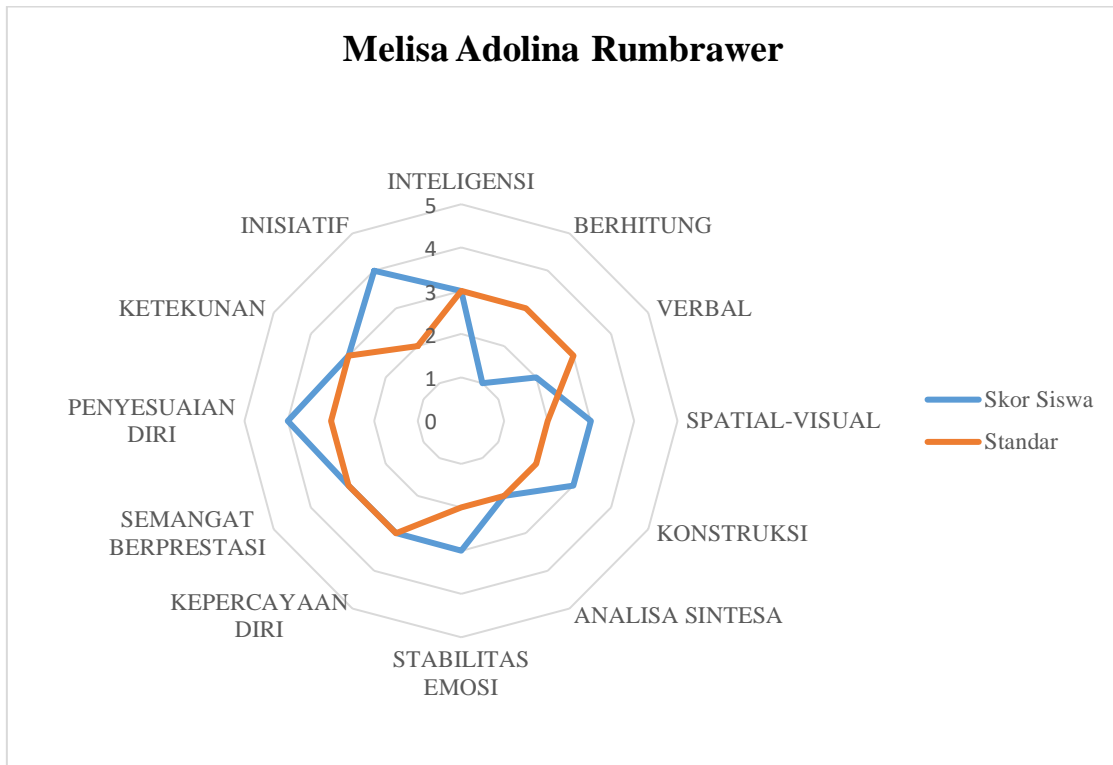 Melisa Adolina Rumbrawer
INTELIGENSI
BERHITUNG
VERBAL
SPATIAL-VISUAL
KONSTRUKSI
ANALISA SINTESA
STABILITAS
EMOSI
KEPERCAYAAN
DIRI
SEMANGAT
BERPRESTASI
PENYESUAIAN
DIRI
KETEKUNAN
INISIATIF
5
4
3
2
1
0
Skor Siswa
Standar